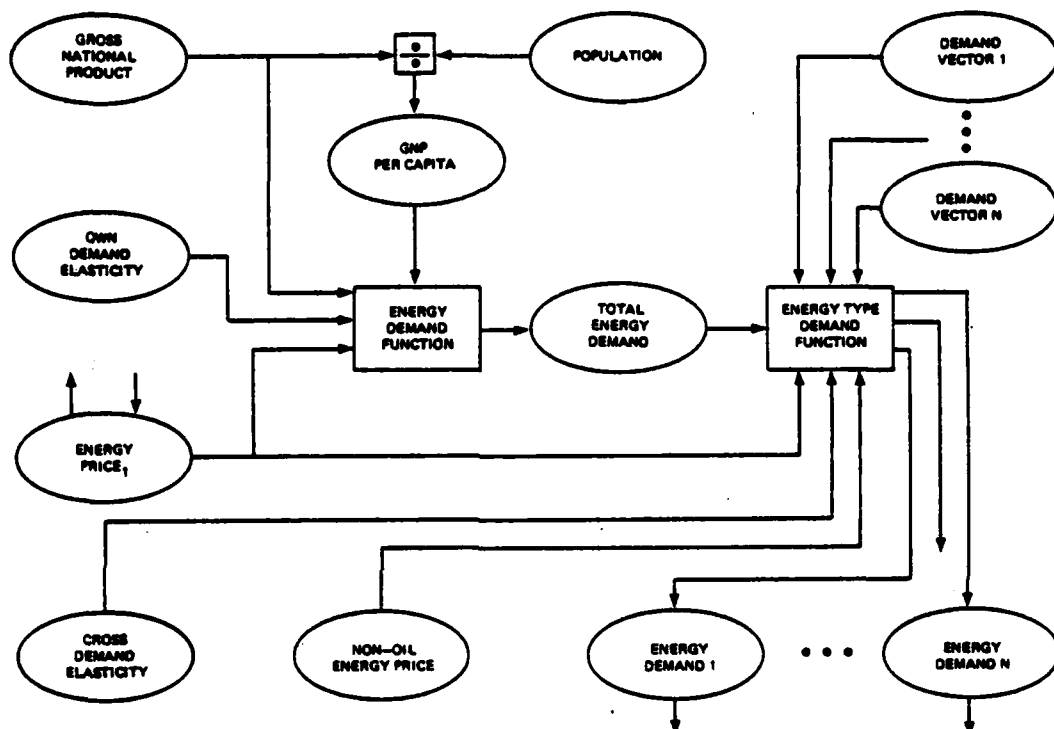 GROSS
NATIONAL
PRODUCT
÷
POPULATION
DEMAND
VECTOR 1
GNP
PER CAPITA
DEMAND
VECTOR N
OWN
DEMAND
ELASTICITY
ENERGY
DEMAND
FUNCTION
TOTAL
ENERGY
DEMAND
ENERGY TYPE
DEMAND
FUNCTION
ENERGY
PRICE₁
CROSS
DEMAND
ELASTICITY
NON-OIL
ENERGY PRICE
ENERGY
DEMAND 1
ENERGY
DEMAND N